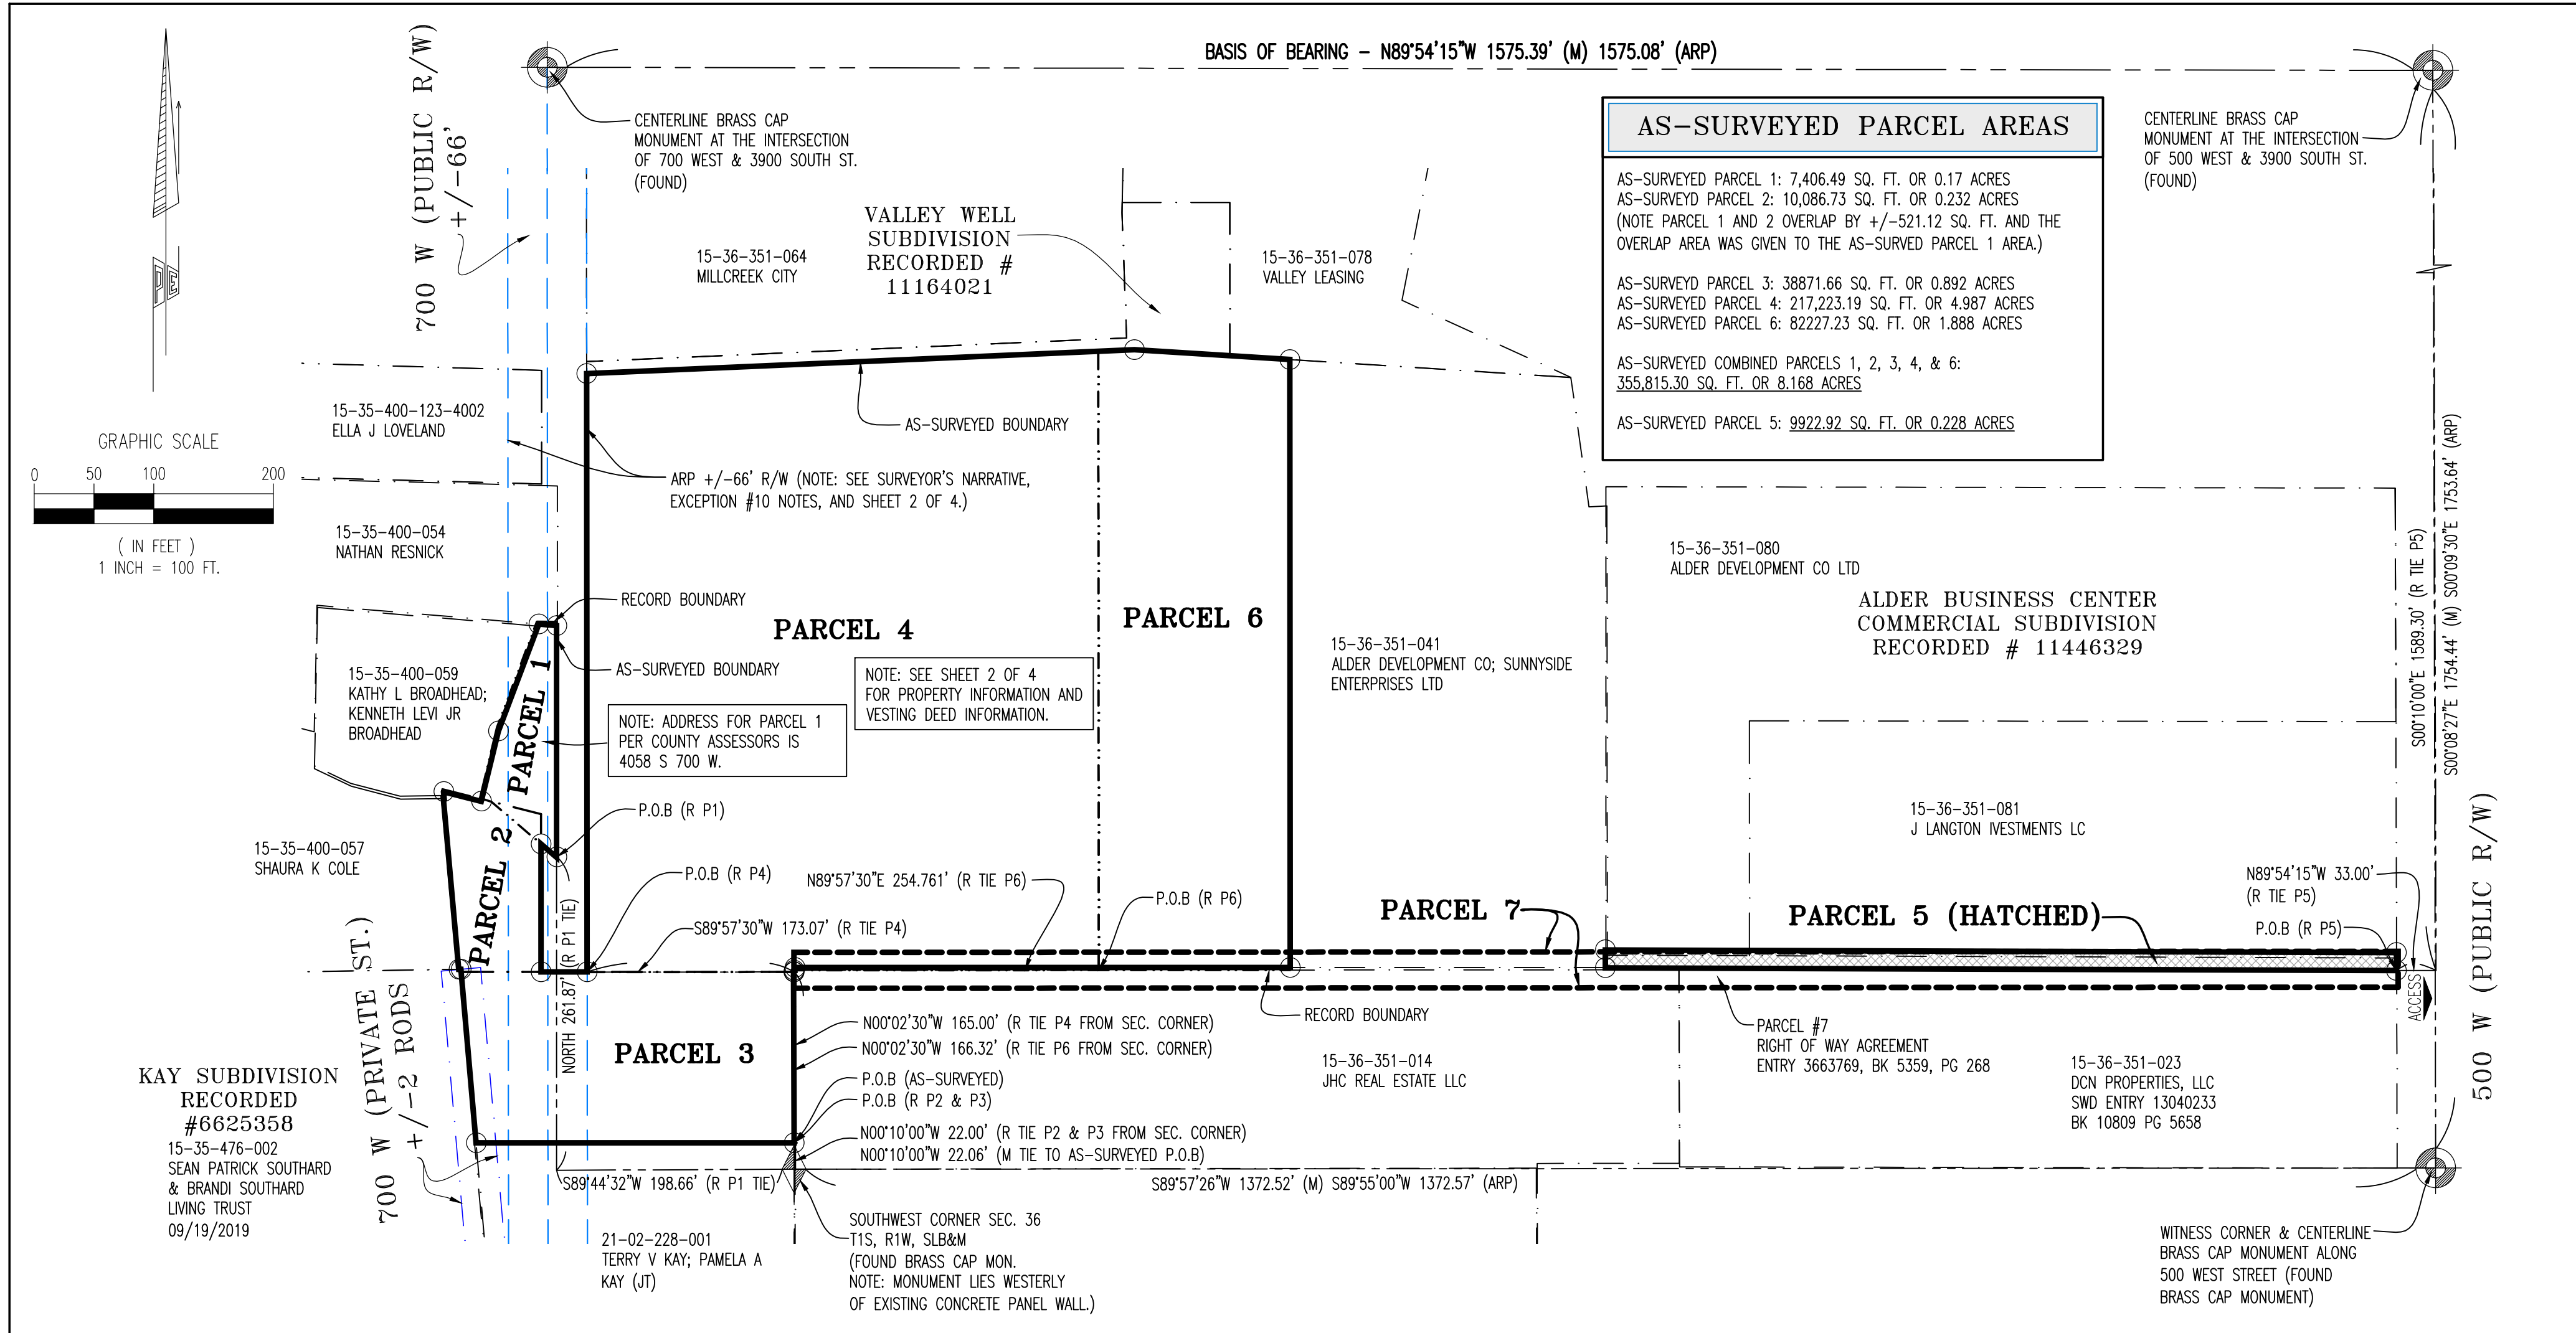 BASIS OF BEARING - N89°54'15"W 1575.39' (M) 1575.08' (ARP)
700 W (PUBLIC R/W)
+/-66'
CENTERLINE BRASS CAP
MONUMENT AT THE INTERSECTION
OF 700 WEST & 3900 SOUTH ST.
(FOUND)
VALLEY WELL
SUBDIVISION
RECORDED #
11164021
15-36-351-064
MILLCREEK CITY
15-36-351-078
VALLEY LEASING
AS-SURVEYED PARCEL AREAS
AS-SURVEYED PARCEL 1: 7,406.49 SQ. FT. OR 0.17 ACRES
AS-SURVEYD PARCEL 2: 10,086.73 SQ. FT. OR 0.232 ACRES
(NOTE PARCEL 1 AND 2 OVERLAP BY +/-521.12 SQ. FT. AND THE
OVERLAP AREA WAS GIVEN TO THE AS-SURVED PARCEL 1 AREA.)
AS-SURVEYD PARCEL 3: 38871.66 SQ. FT. OR 0.892 ACRES
AS-SURVEYD PARCEL 4: 217,223.19 SQ. FT. OR 4.987 ACRES
AS-SURVEYD PARCEL 6: 82227.23 SQ. FT. OR 1.888 ACRES
AS-SURVEYED COMBINED PARCELS 1, 2, 3, 4, & 6:
355,815.30 SQ. FT. OR 8.168 ACRES
AS-SURVEYED PARCEL 5: 9922.92 SQ. FT. OR 0.228 ACRES
CENTERLINE BRASS CAP
MONUMENT AT THE INTERSECTION
OF 500 WEST & 3900 SOUTH ST.
(FOUND)
PE
GRAPHIC SCALE
0 50 100 200
( IN FEET )
1 INCH = 100 FT.
15-35-400-123-4002
ELLA J LOVELAND
AS-SURVEYED BOUNDARY
ARP +/-66' R/W (NOTE: SEE SURVEYOR'S NARRATIVE,
EXCEPTION #10 NOTES, AND SHEET 2 OF 4.)
15-35-400-054
NATHAN RESNICK
RECORD BOUNDARY
AS-SURVEYED BOUNDARY
PARCEL 4
PARCEL 6
15-35-400-059
KATHY L BROADHEAD;
KENNETH LEVI JR
BROADHEAD
PARCEL 1
NOTE: ADDRESS FOR PARCEL 1
PER COUNTY ASSESSORS IS
4058 S 700 W.
NOTE: SEE SHEET 2 OF 4
FOR PROPERTY INFORMATION AND
VESTING DEED INFORMATION.
15-36-351-041
ALDER DEVELOPMENT CO; SUNNYSIDE
ENTERPRISES LTD
15-36-351-080
ALDER DEVELOPMENT CO LTD
ALDER BUSINESS CENTER
COMMERCIAL SUBDIVISION
RECORDED # 11446329
S00°10'00"E 1589.30' (R TIE P5)
S00°08'27"E 1754.44' (M) S00°09'30"E 1753.64' (ARP)
15-36-351-081
J LANGTON IVESTMENTS LC
P.O.B (R P1)
15-35-400-057
SHAURA K COLE
PARCEL 2
P.O.B (R P4)
N89°57'30"E 254.761' (R TIE P6)
P.O.B (R P6)
S89°57'30"W 173.07' (R TIE P4)
PARCEL 7
PARCEL 5 (HATCHED)
N89°54'15"W 33.00'
(R TIE P5)
P.O.B (R P5)
500 W (PUBLIC R/W)
ACCESS
NORTH 261.87' (R P1 TIE)
700 W (PRIVATE ST.)
+/-2 RODS
PARCEL 3
N00°02'30"W 165.00' (R TIE P4 FROM SEC. CORNER)
N00°02'30"W 166.32' (R TIE P6 FROM SEC. CORNER)
P.O.B (AS-SURVEYED)
P.O.B (R P2 & P3)
N00°10'00"W 22.00' (R TIE P2 & P3 FROM SEC. CORNER)
N00°10'00"W 22.06' (M TIE TO AS-SURVEYED P.O.B)
RECORD BOUNDARY
15-36-351-014
JHC REAL ESTATE LLC
PARCEL #7
RIGHT OF WAY AGREEMENT
ENTRY 3663769, BK 5359, PG 268
15-36-351-023
DCN PROPERTIES, LLC
SWD ENTRY 13040233
BK 10809 PG 5658
KAY SUBDIVISION
RECORDED
#6625358
15-35-476-002
SEAN PATRICK SOUTHARD
& BRANDI SOUTHARD
LIVING TRUST
09/19/2019
S89°44'32"W 198.66' (R P1 TIE)
S89°57'26"W 1372.52' (M) S89°55'00"W 1372.57' (ARP)
21-02-228-001
TERRY V KAY; PAMELA A
KAY (JT)
SOUTHWEST CORNER SEC. 36
T1S, R1W, SLB&M
(FOUND BRASS CAP MON.
NOTE: MONUMENT LIES WESTERLY
OF EXISTING CONCRETE PANEL WALL.)
WITNESS CORNER & CENTERLINE
BRASS CAP MONUMENT ALONG
500 WEST STREET (FOUND
BRASS CAP MONUMENT)